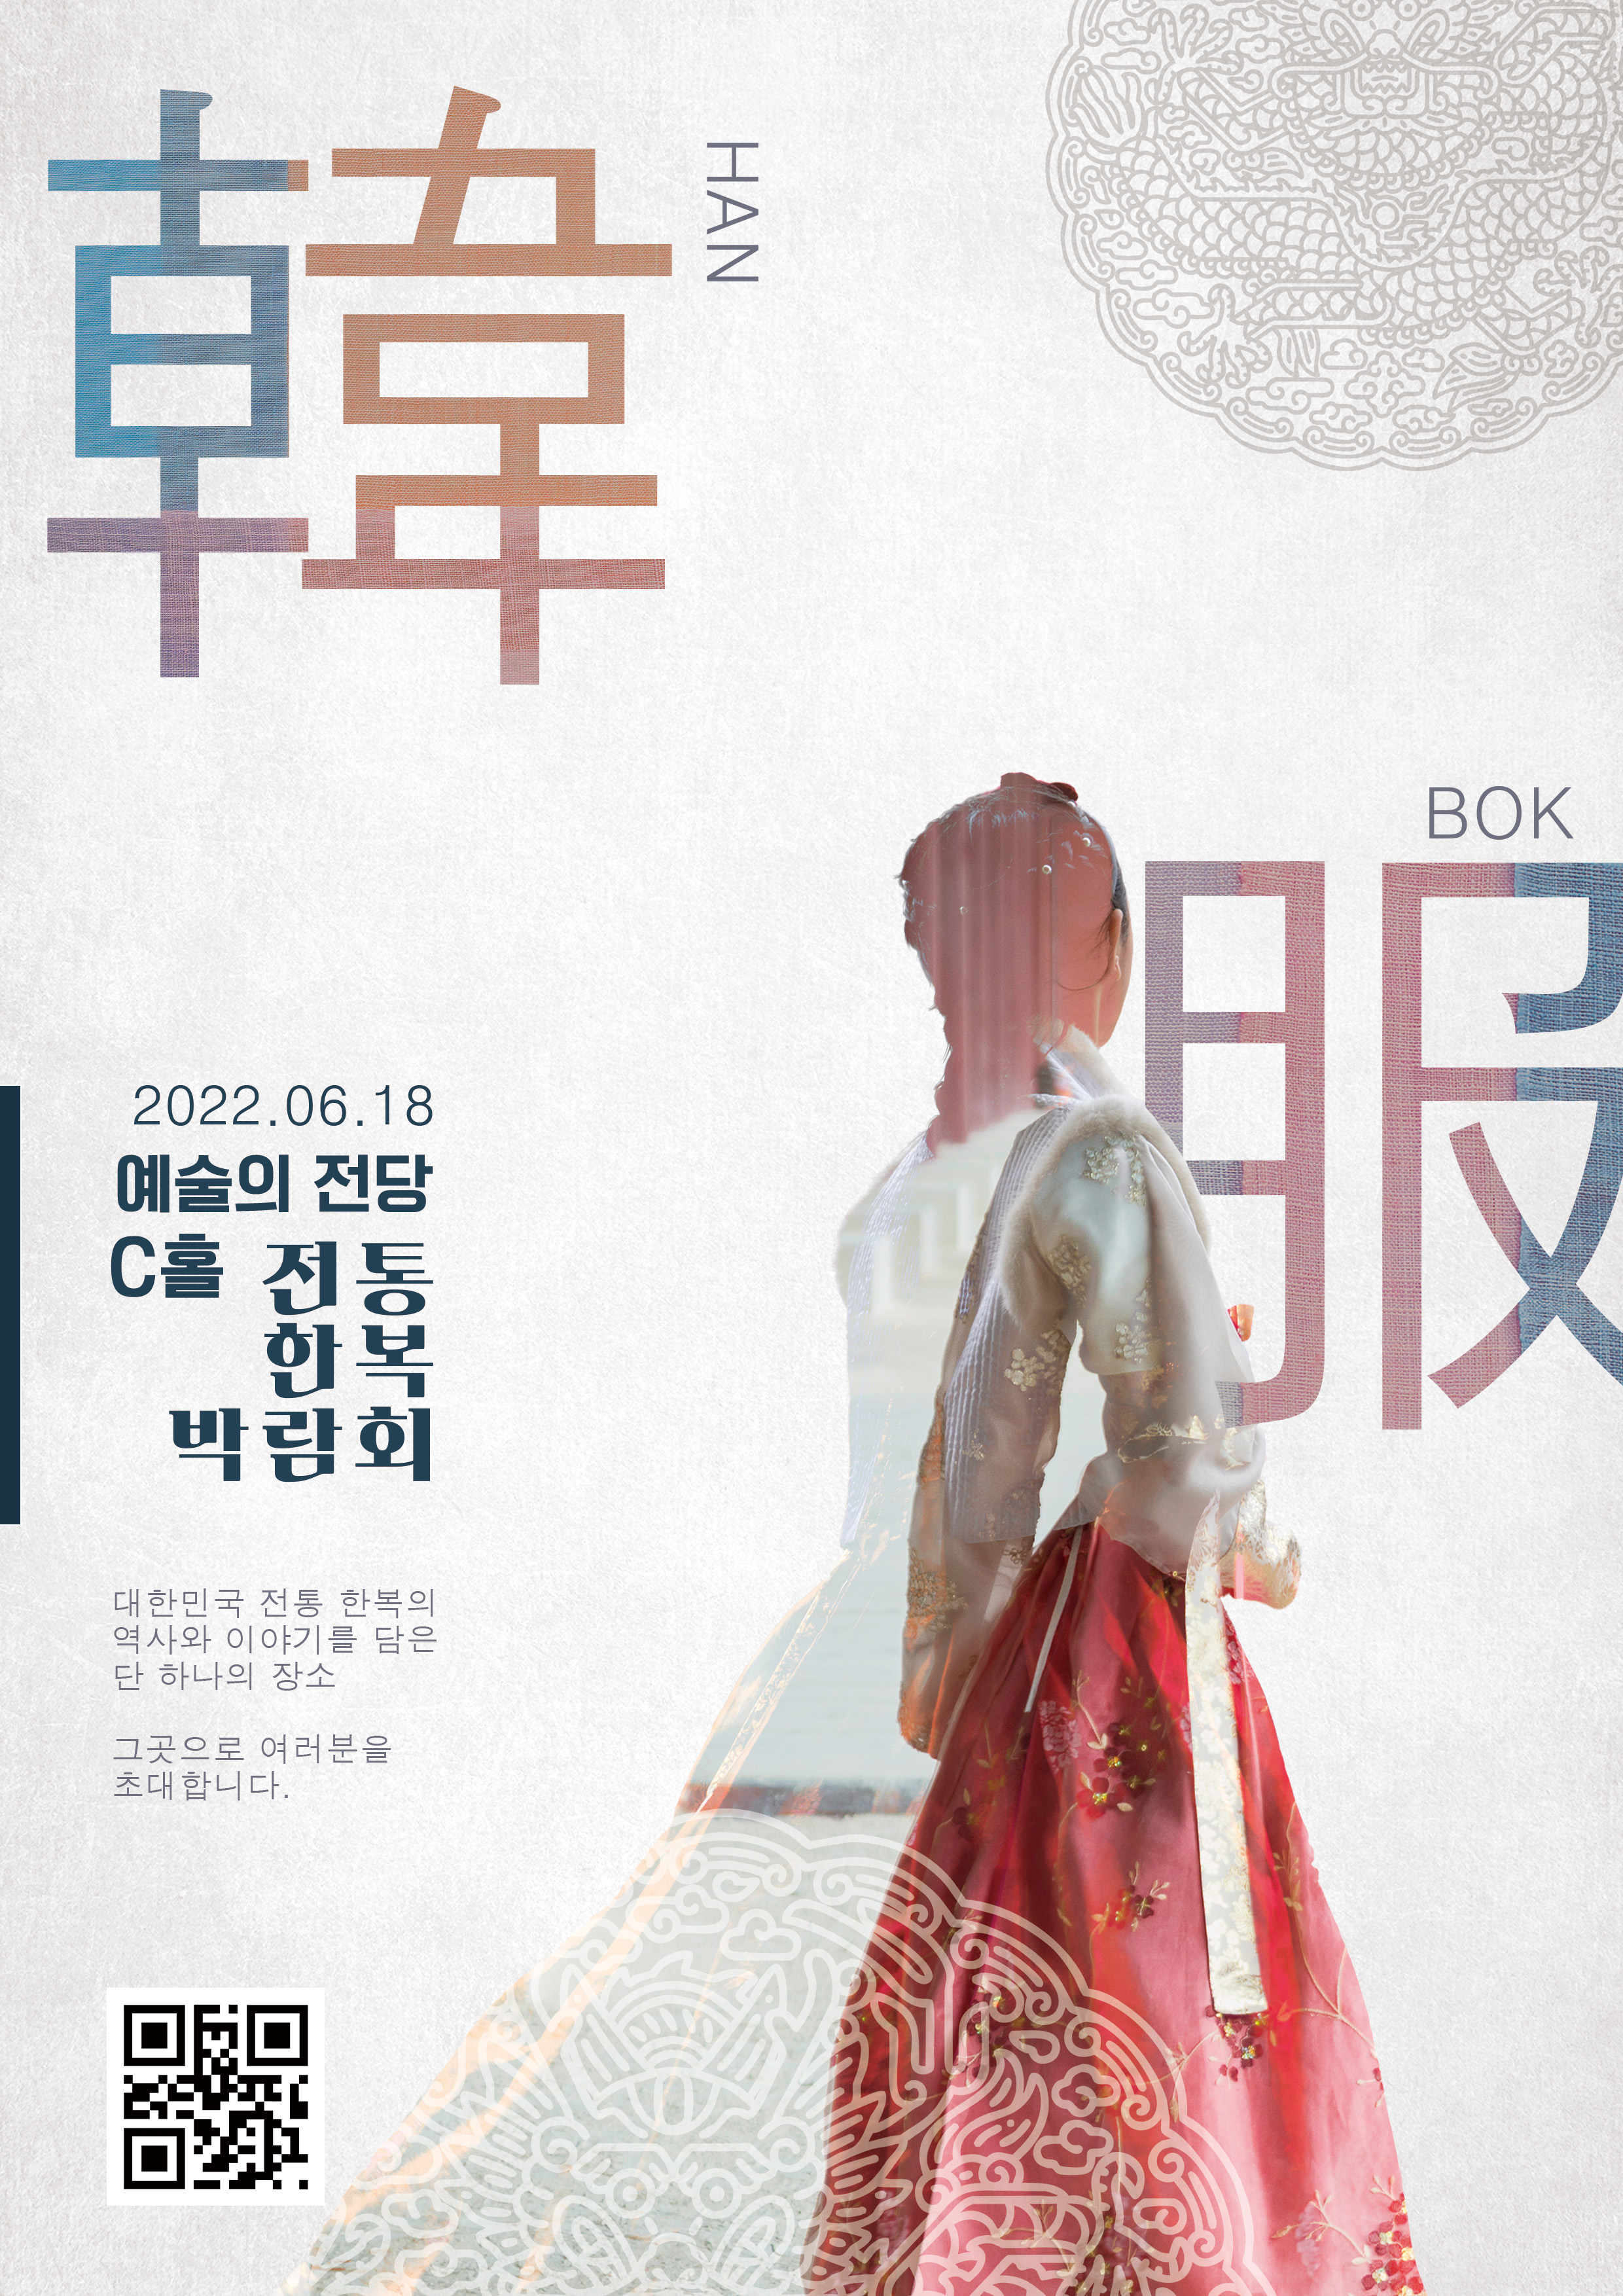 韓
HAN
BOK
服
2022.06.18
예술의 전당
C홀 전통
한복
박람회
대한민국 전통 한복의
역사와 이야기를 담은
단 하나의 장소
그곳으로 여러분을
초대합니다.